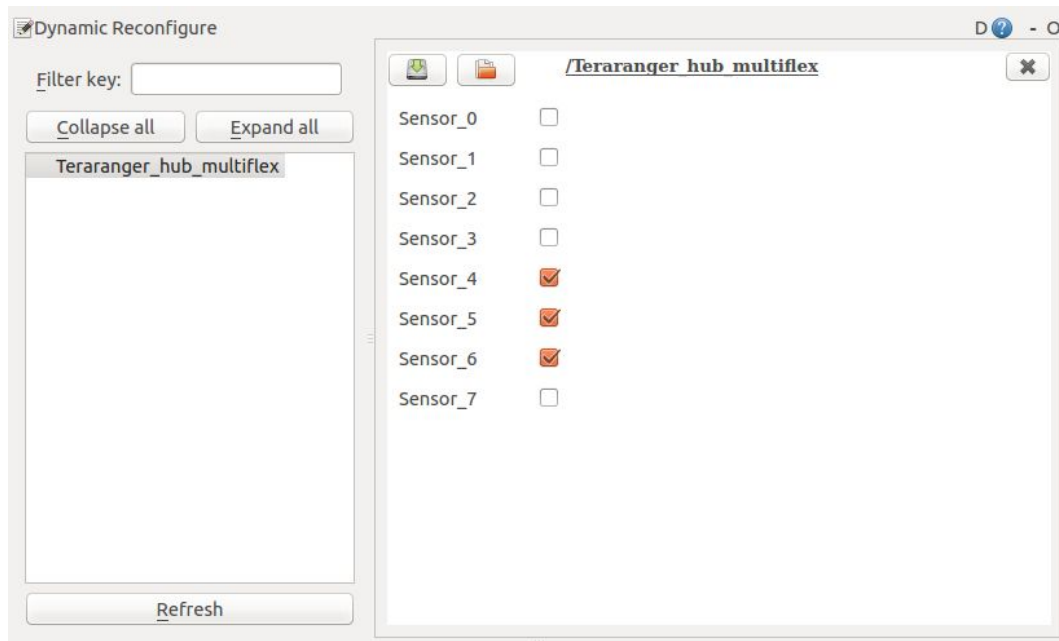 Dynamic Reconfigure
D ? - O
Filter key:
Collapse all Expand all
Teraranger_hub_multiflex
Refresh
/Teraranger_hub_multiflex
Sensor_0
Sensor_1
Sensor_2
Sensor_3
Sensor_4
Sensor_5
Sensor_6
Sensor_7